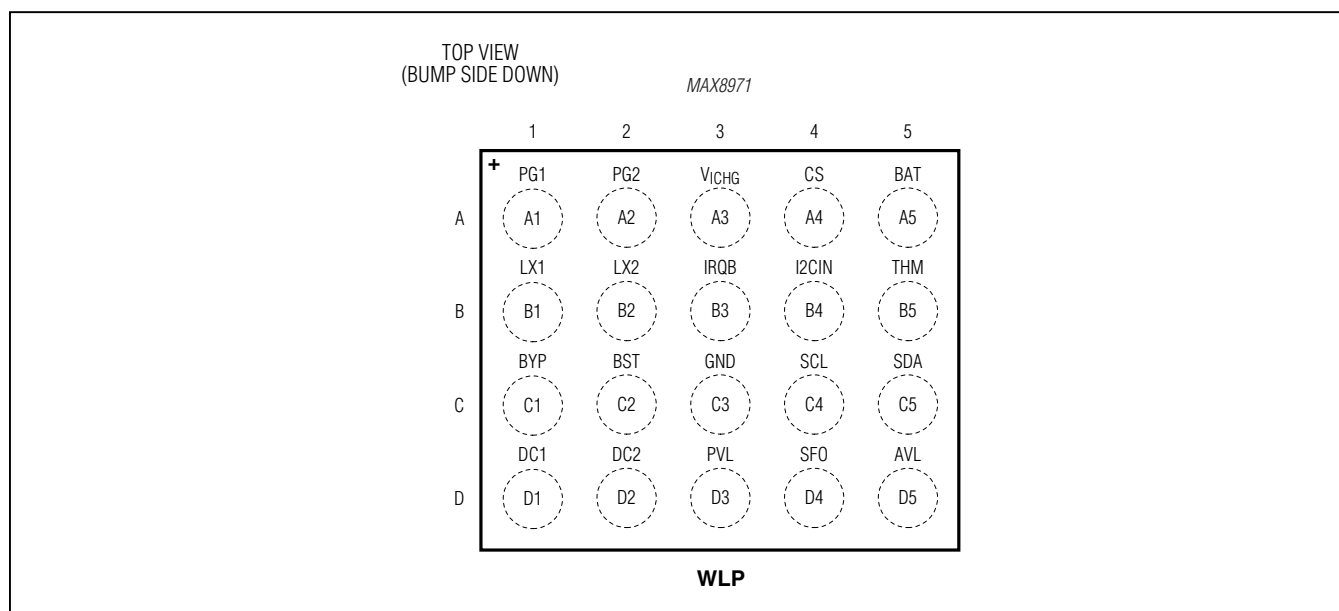 TOP VIEW
(BUMP SIDE DOWN)
MAX8971
1 2 3 4 5
+
PG1 PG2 VICHG CS BAT
A A1 A2 A3 A4 A5
LX1 LX2 IRQB I2CIN THM
B B1 B2 B3 B4 B5
BYP BST GND SCL SDA
C C1 C2 C3 C4 C5
DC1 DC2 PVL SFO AVL
D D1 D2 D3 D4 D5
WLP